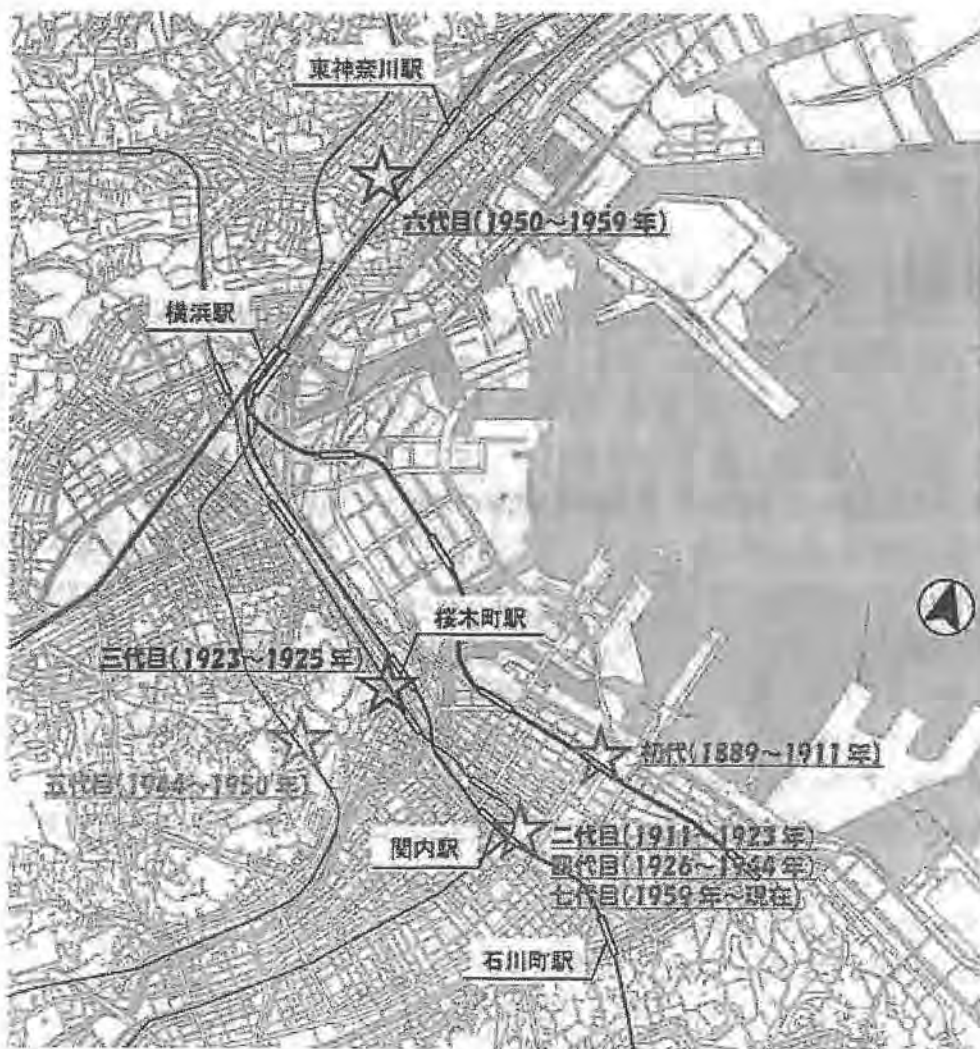 東神奈川駅
六代目(1950～1959年)
横浜駅
桜木町駅
三代目(1923～1925年)
初代(1889～1911年)
五代目(1944～1950年)
関内駅
二代目(1911～1923年)
四代目(1926～1944年)
七代目(1959年～現在)
石川町駅